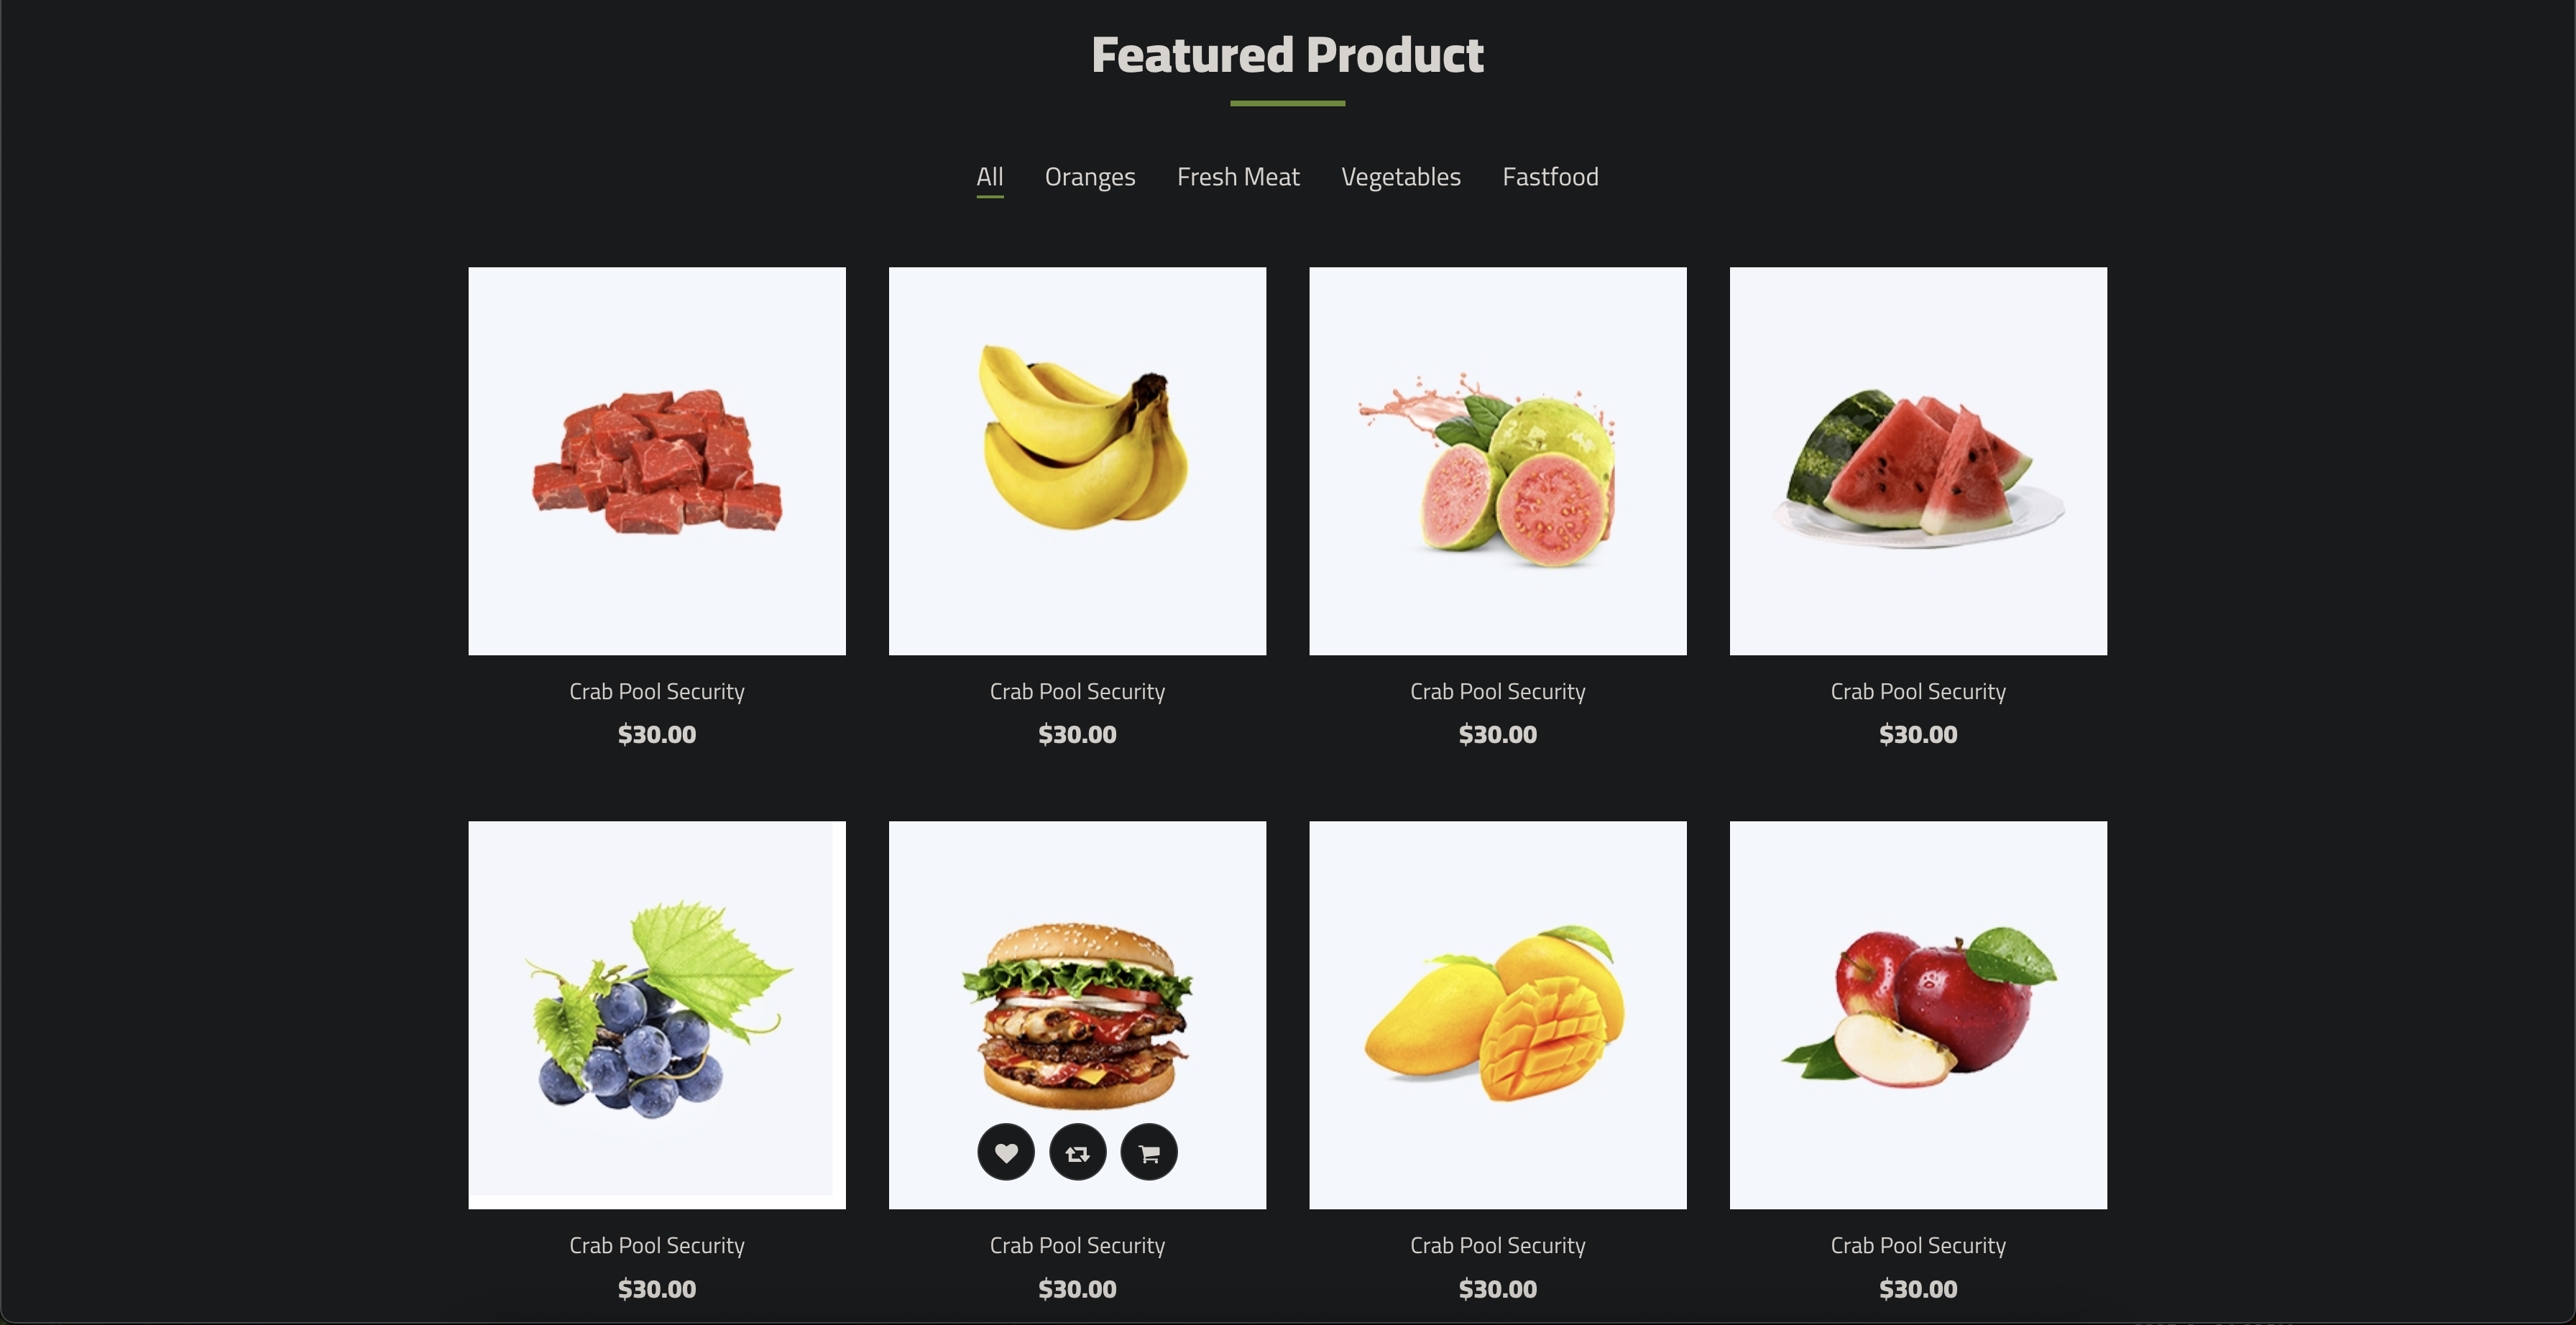 Featured Product
All Oranges Fresh Meat Vegetables Fastfood
Crab Pool Security Crab Pool Security Crab Pool Security Crab Pool Security
$30.00 $30.00 $30.00 $30.00
Crab Pool Security Crab Pool Security Crab Pool Security Crab Pool Security
$30.00 $30.00 $30.00 $30.00